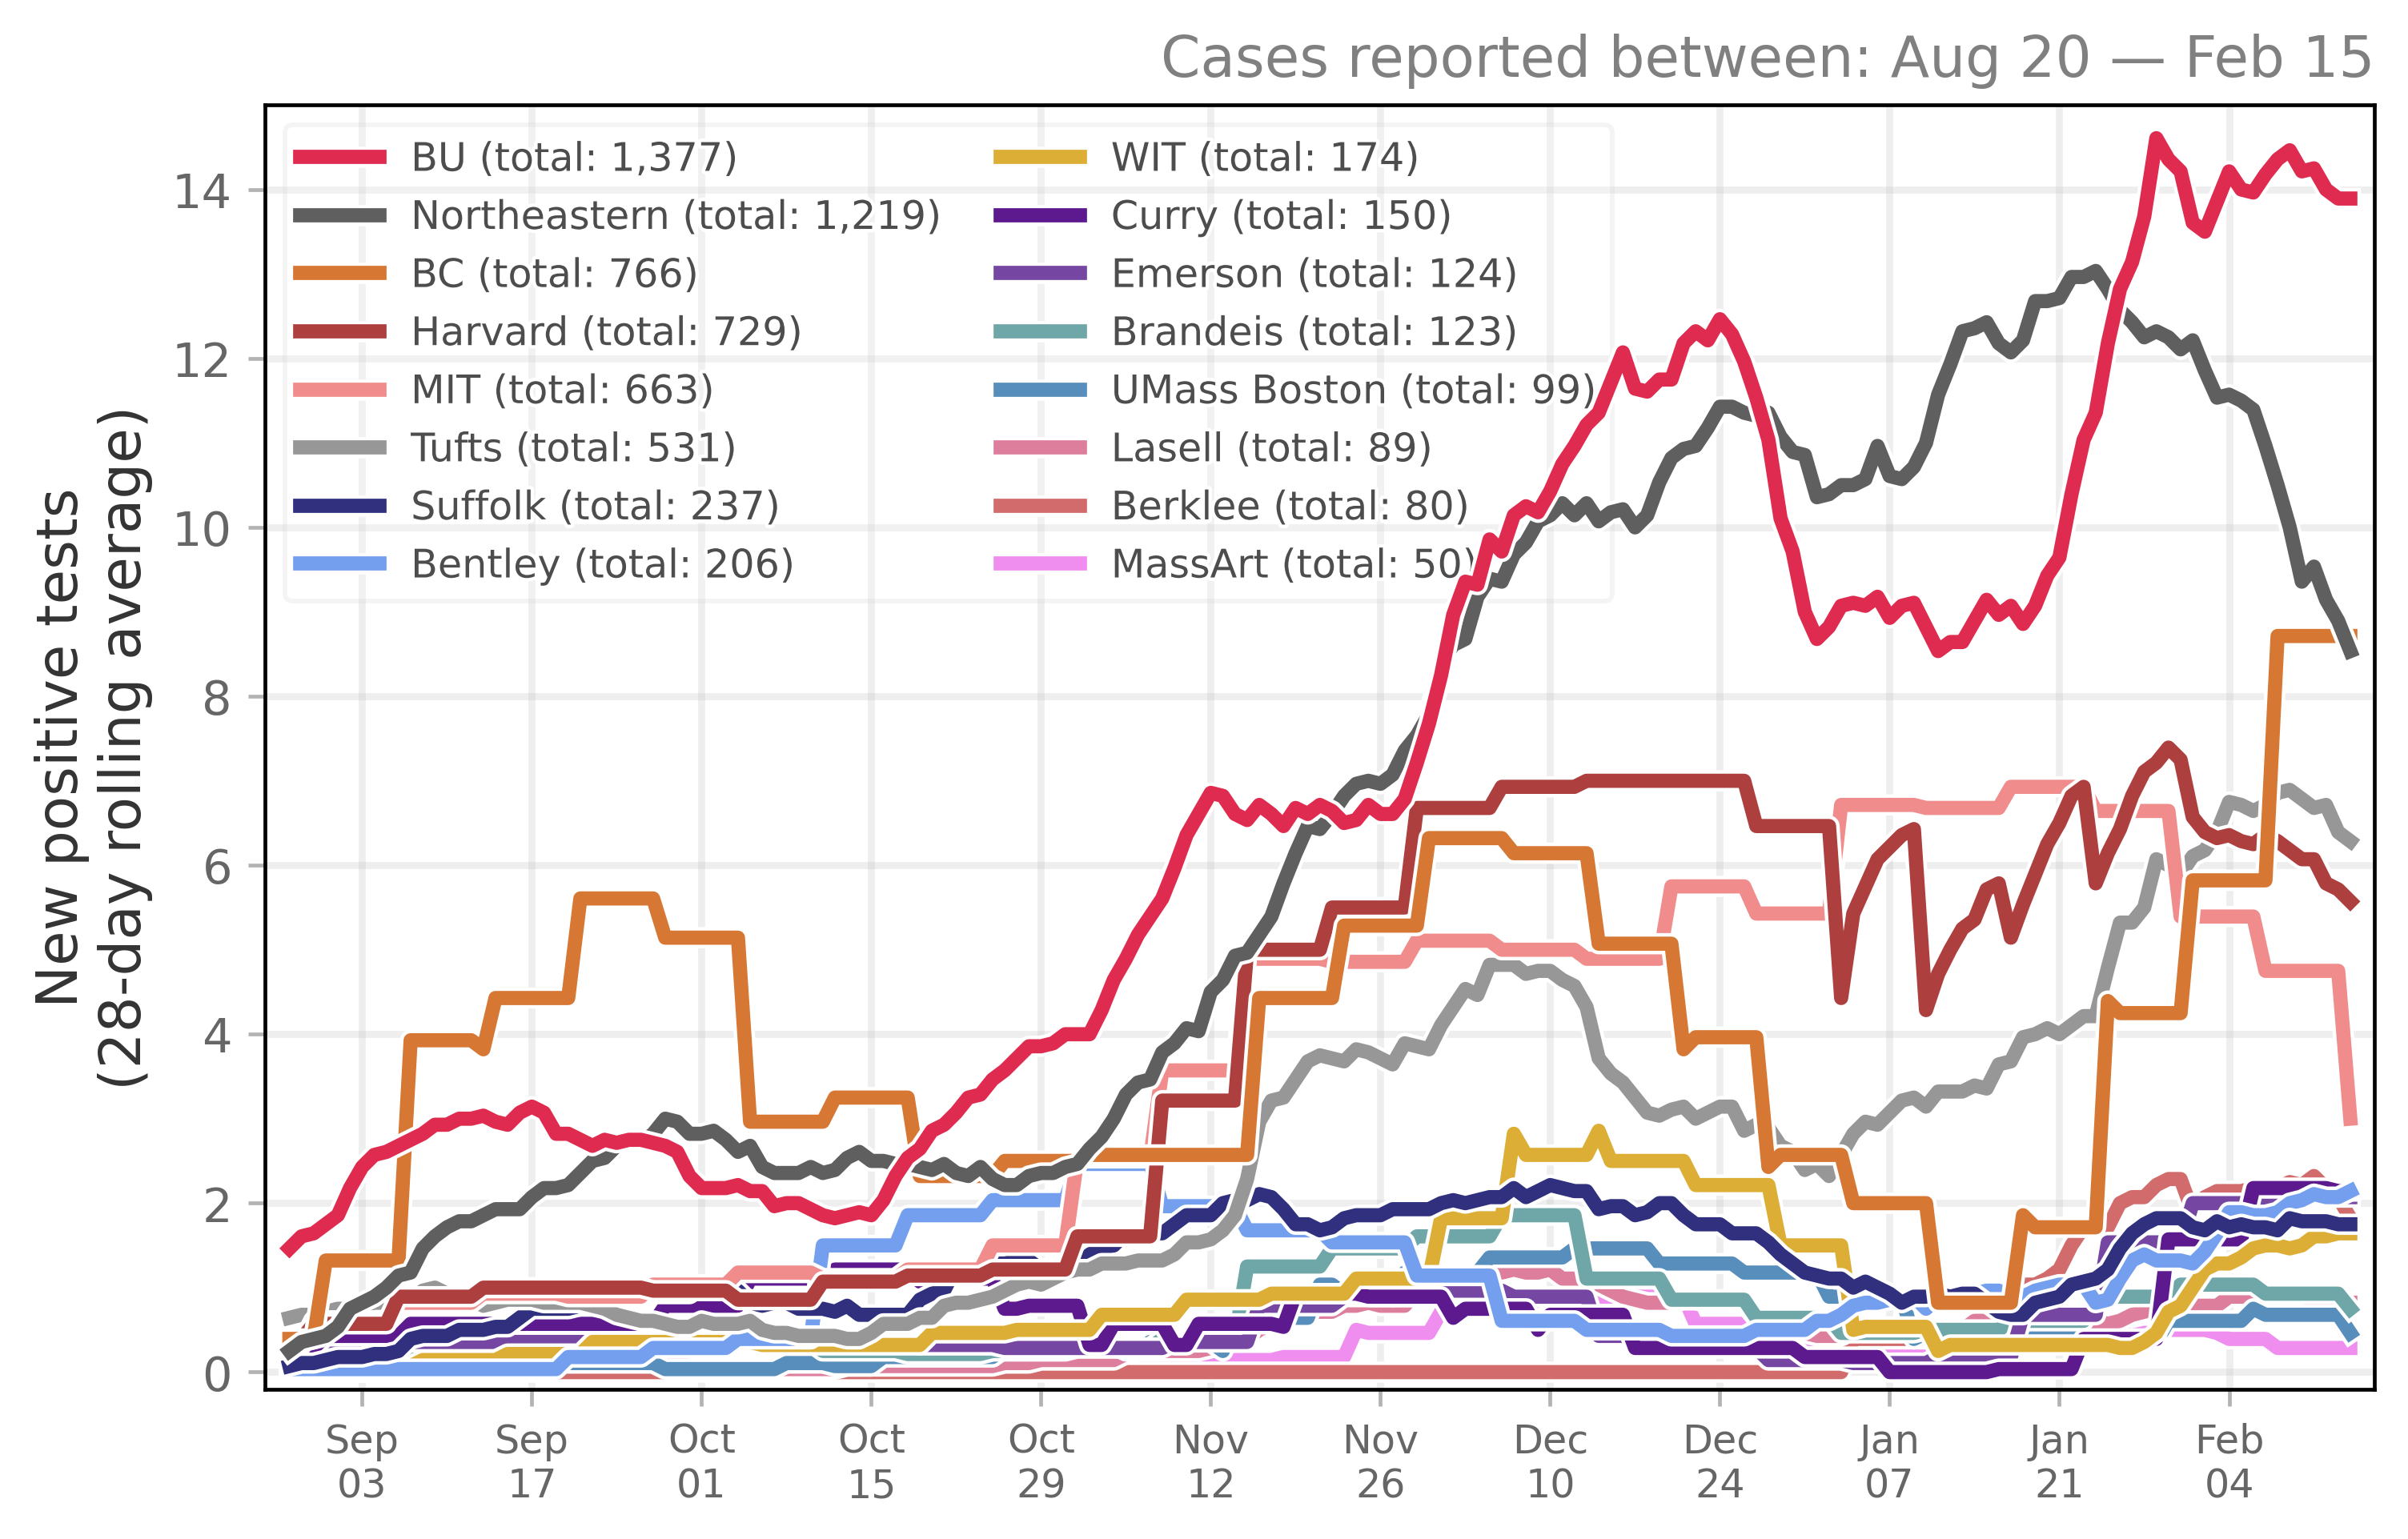 Cases reported between: Aug 20 — Feb 15
New positive tests
(28-day rolling average)
14
12
10
8
6
4
2
0
BU (total: 1,377)
Northeastern (total: 1,219)
BC (total: 766)
Harvard (total: 729)
MIT (total: 663)
Tufts (total: 531)
Suffolk (total: 237)
Bentley (total: 206)
WIT (total: 174)
Curry (total: 150)
Emerson (total: 124)
Brandeis (total: 123)
UMass Boston (total: 99)
Lasell (total: 89)
Berklee (total: 80)
MassArt (total: 50)
Sep
03
Sep
17
Oct
01
Oct
15
Oct
29
Nov
12
Nov
26
Dec
10
Dec
24
Jan
07
Jan
21
Feb
04